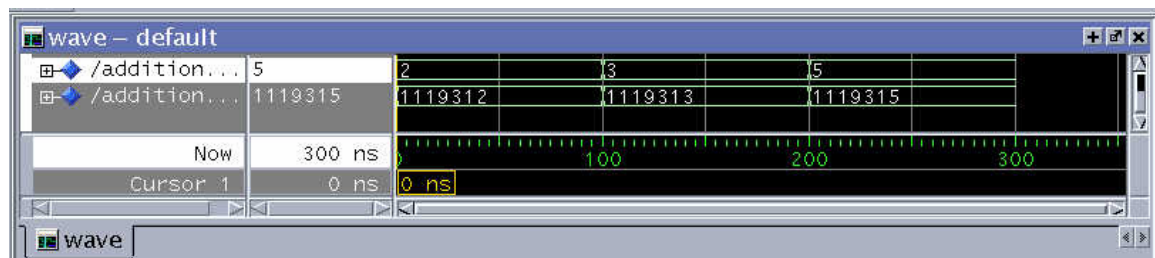 wave – default
/addition... 5 2 3 5
/addition... 1119315 1119312 1119313 1119315
Now 300 ns 100 200 300
Cursor 1 0 ns 0 ns
wave